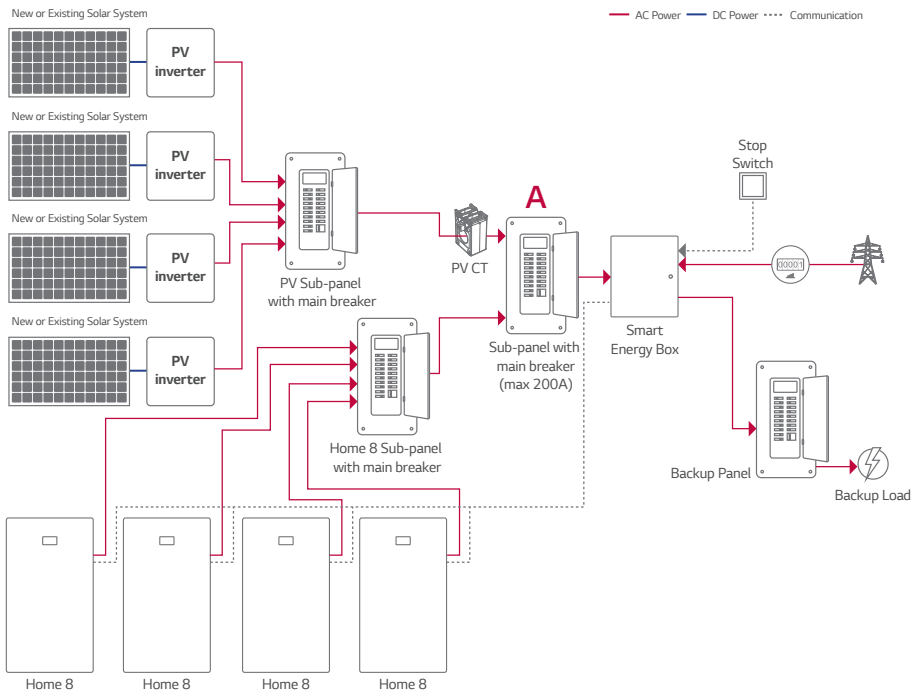 New or Existing Solar System
AC Power
DC Power
Communication
PV
inverter
New or Existing Solar System
PV
inverter
Stop
Switch
A
New or Existing Solar System
PV
inverter
PV CT
00001
PV Sub-panel
with main breaker
New or Existing Solar System
PV
inverter
Sub-panel with
main breaker
(max 200A)
Smart
Energy Box
Home 8 Sub-panel
with main breaker
Backup Panel
Backup Load
Home 8
Home 8
Home 8
Home 8